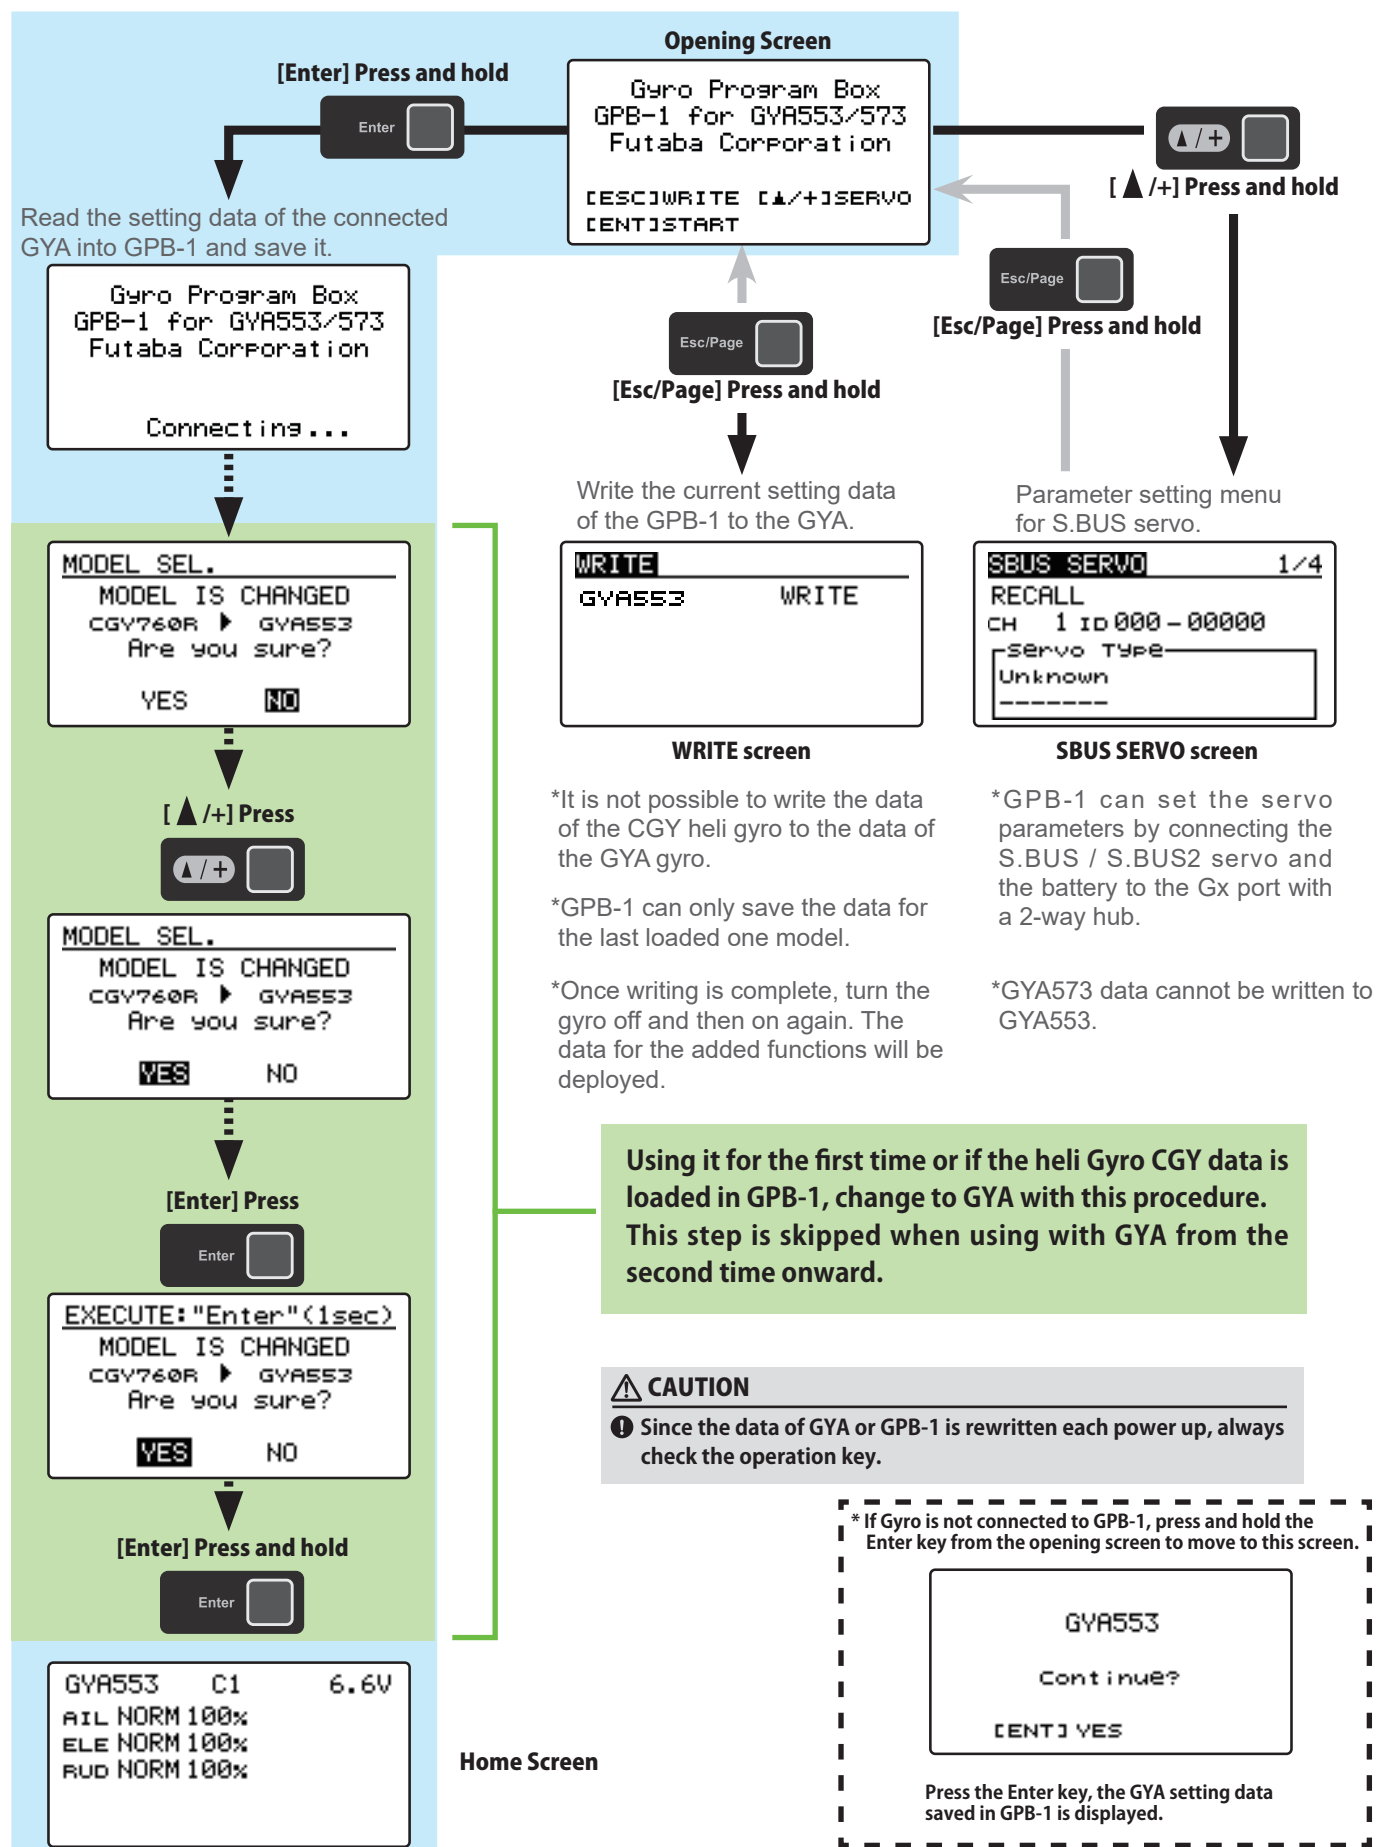 Opening Screen
[Enter] Press and hold
Enter
Gyro Program Box
GPB-1 for GYA553/573
Futaba Corporation
[ESC]WRITE [▲/+]SERVO
[ENT]START
▲/+
[ ▲ /+] Press and hold
Read the setting data of the connected
GYA into GPB-1 and save it.
Gyro Program Box
GPB-1 for GYA553/573
Futaba Corporation
Connecting...
Esc/Page
[Esc/Page] Press and hold
Esc/Page
[Esc/Page] Press and hold
Write the current setting data
of the GPB-1 to the GYA.
WRITE
GYA553 WRITE
WRITE screen
Parameter setting menu
for S.BUS servo.
SBUS SERVO 1/4
RECALL
CH 1 ID 000-00000
Servo Type
Unknown
-------
SBUS SERVO screen
MODEL SEL.
MODEL IS CHANGED
CGY760R ▶ GYA553
Are you sure?
YES NO
[ ▲ /+] Press
▲/+
MODEL SEL.
MODEL IS CHANGED
CGY760R ▶ GYA553
Are you sure?
YES NO
[Enter] Press
Enter
EXECUTE:"Enter"(1sec)
MODEL IS CHANGED
CGY760R ▶ GYA553
Are you sure?
YES NO
[Enter] Press and hold
Enter
GYA553 C1 6.6V
AIL NORM 100%
ELE NORM 100%
RUD NORM 100%
Home Screen
*It is not possible to write the data
of the CGY heli gyro to the data of
the GYA gyro.
*GPB-1 can only save the data for
the last loaded one model.
*Once writing is complete, turn the
gyro off and then on again. The
data for the added functions will be
deployed.
*GPB-1 can set the servo
parameters by connecting the
S.BUS / S.BUS2 servo and
the battery to the Gx port with
a 2-way hub.
*GYA573 data cannot be written to
GYA553.
Using it for the first time or if the heli Gyro CGY data is
loaded in GPB-1, change to GYA with this procedure.
This step is skipped when using with GYA from the
second time onward.
CAUTION
Since the data of GYA or GPB-1 is rewritten each power up, always
check the operation key.
* If Gyro is not connected to GPB-1, press and hold the
Enter key from the opening screen to move to this screen.
GYA553
Continue?
[ENT] YES
Press the Enter key, the GYA setting data
saved in GPB-1 is displayed.